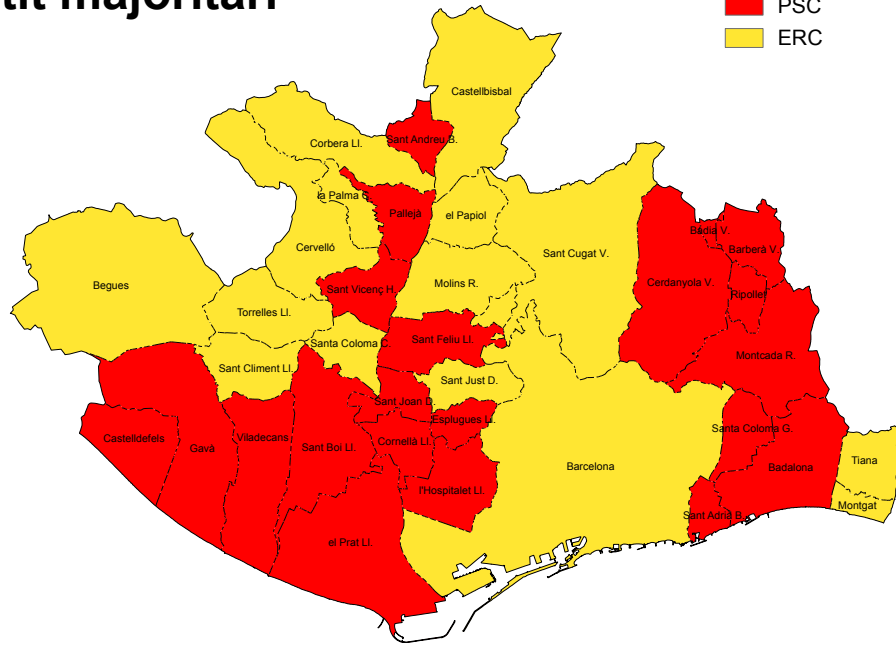 tit majoritari
PSC
ERC
Castellbisbal
Corbera Ll.
Sant Andreu B.
la Palma C.
Pallejà
el Papiol
Cervelló
Sant Cugat V.
Badia V.
Barberà V.
Begues
Sant Vicenç H.
Molins R.
Cerdanyola V.
Ripollet
Torrelles Ll.
Santa Coloma C.
Sant Feliu Ll.
Montcada R.
Sant Climent Ll.
Sant Just D.
Sant Joan D.
Esplugues Ll.
Santa Coloma G.
Castelldefels
Gavà
Viladecans
Sant Boi Ll.
Cornellà Ll.
Barcelona
Badalona
Tiana
l'Hospitalet Ll.
Montgat
Sant Adrià B.
el Prat Ll.